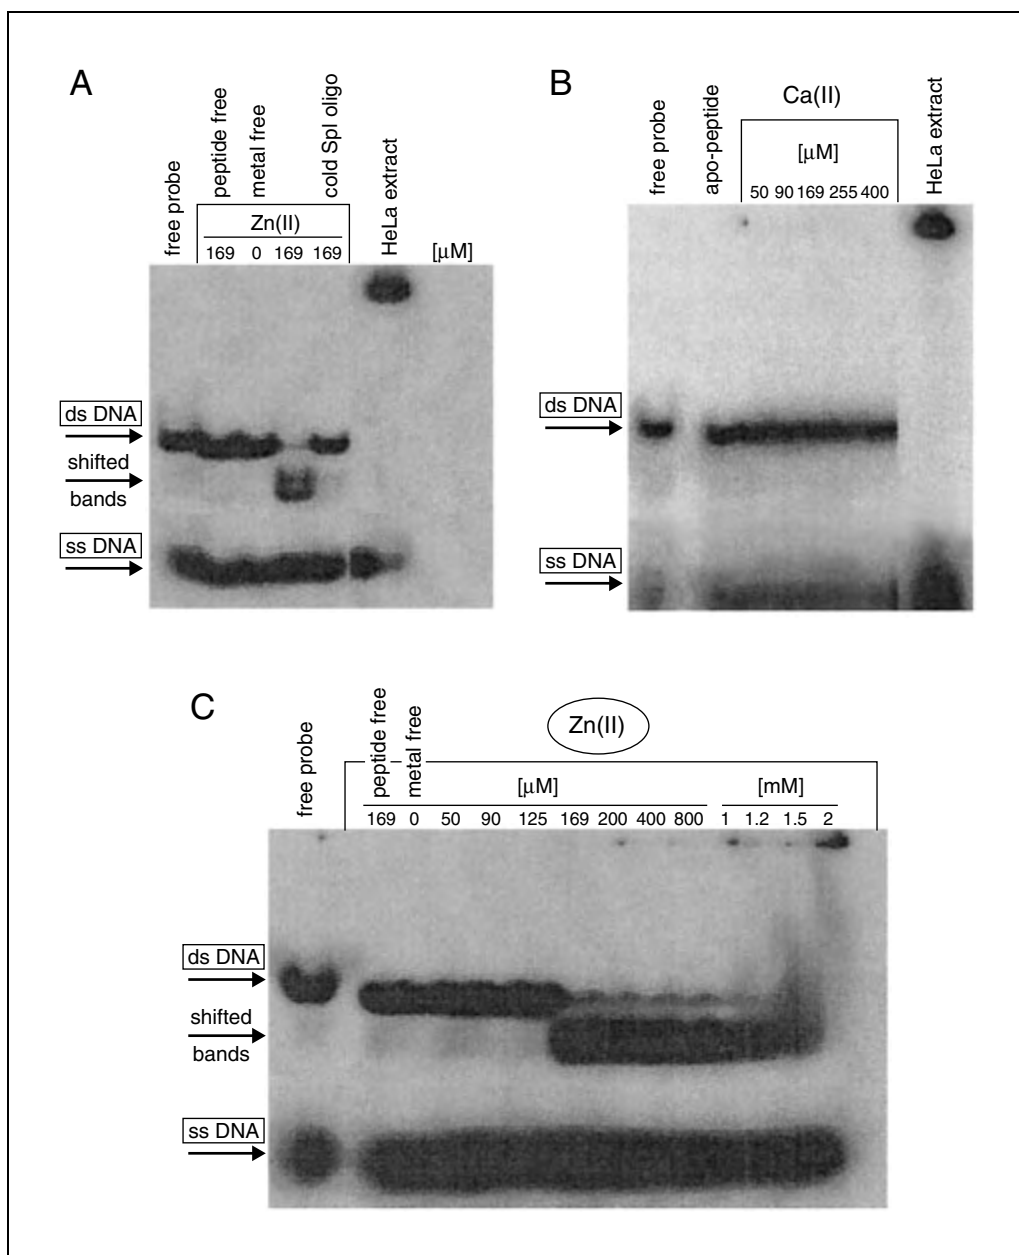 A
free probe
peptide free
metal free
cold SpI oligo
HeLa extract
Zn(II)
169 0 169 169
[μM]
ds DNA
shifted
bands
ss DNA
B
free probe
apo-peptide
Ca(II)
[μM]
50 90 169 255 400
HeLa extract
ds DNA
ss DNA
C
free probe
peptide free
metal free
Zn(II)
[μM]
[mM]
169 0 50 90 125 169 200 400 800 1 1.2 1.5 2
ds DNA
shifted
bands
ss DNA